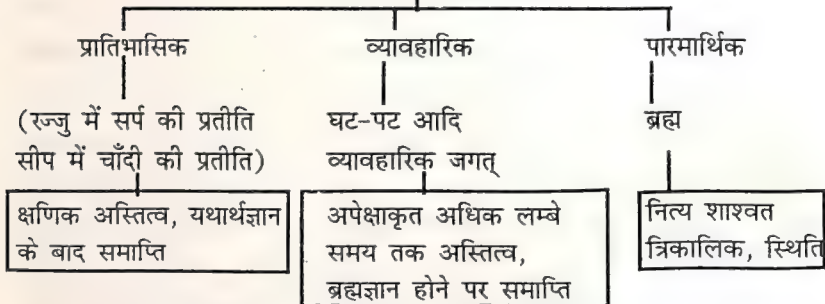 प्रातिभासिक व्यावहारिक पारमार्थिक
(रज्जु में सर्प की प्रतीति घट-पट आदि ब्रह्म
सीप में चाँदी की प्रतीति) व्यावहारिक जगत्
क्षणिक अस्तित्व, यथार्थज्ञान अपेक्षाकृत अधिक लम्बे नित्य शाश्वत
के बाद समाप्ति समय तक अस्तित्व, त्रिकालिक, स्थिति
ब्रह्मज्ञान होने पर समाप्ति